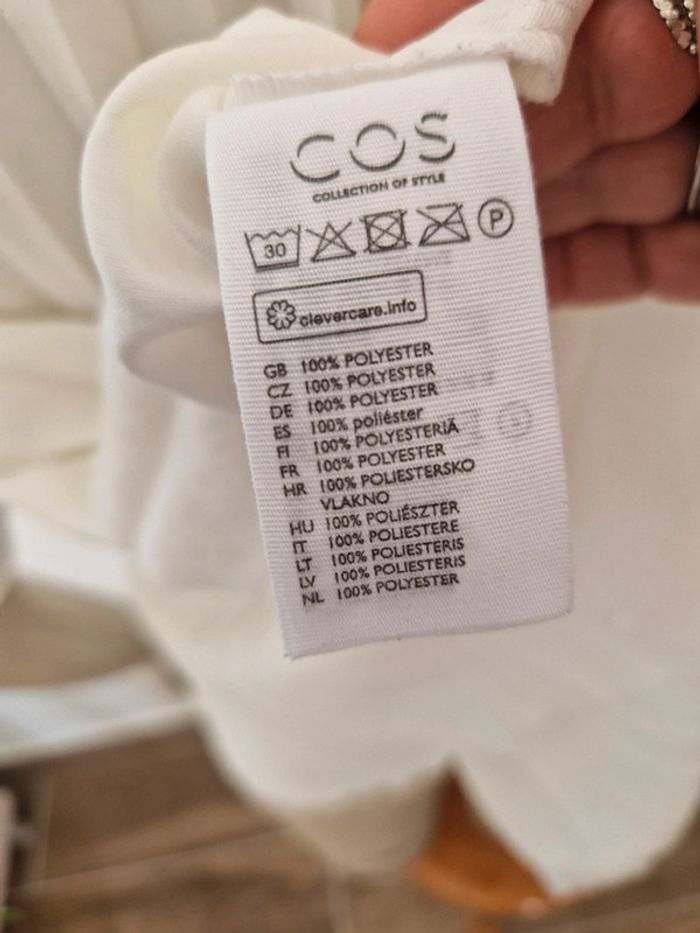 COS
COLLECTION OF STYLE
30 P
clevercare.info
GB 100% POLYESTER
CZ 100% POLYESTER
DE 100% POLYESTER
ES 100% poliéster
FI 100% POLYESTERIÄ
FR 100% POLYESTER
HR 100% POLIESTERSKO
VLAKNO
HU 100% POLIÉSZTER
IT 100% POLIESTERE
LT 100% POLIESTERIS
LV 100% POLIESTERIS
NL 100% POLYESTER